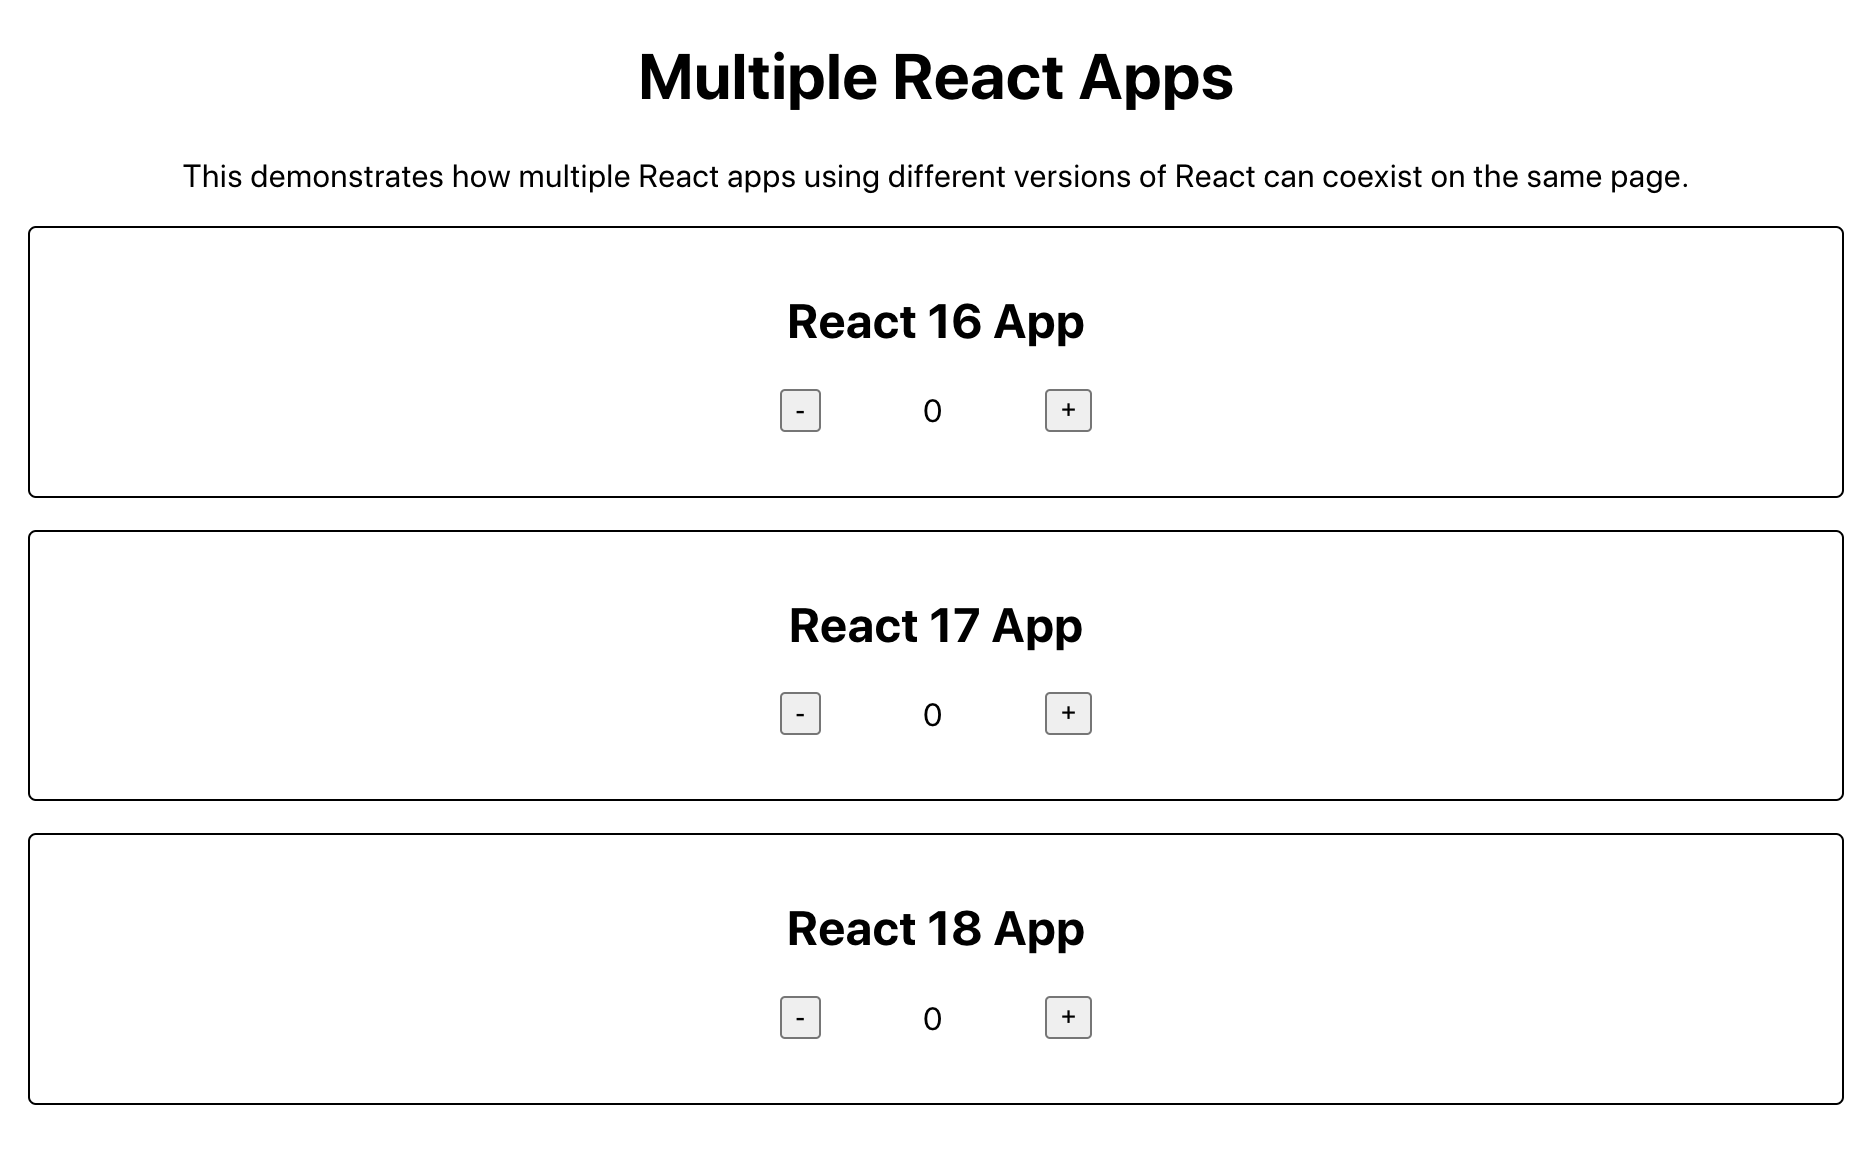 Multiple React Apps
This demonstrates how multiple React apps using different versions of React can coexist on the same page.
React 16 App
- 0 +
React 17 App
- 0 +
React 18 App
- 0 +